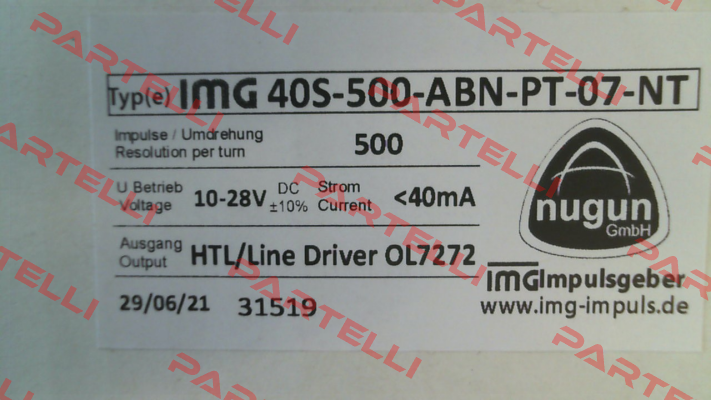 Typ(e) IMG 40S-500-ABN-PT-07-NT
Impulse / Umdrehung
Resolution per turn
500
U Betrieb
Voltage
10-28V DC ±10%
Strom
Current
<40mA
Ausgang
Output
HTL/Line Driver OL7272
29/06/21 31519
nugun
GmbH
IMG Impulsgeber
www.img-impuls.de
PARTELLI
PARTELLI
PARTELLI
PARTELLI
PARTELLI
PARTELLI
PARTELLI